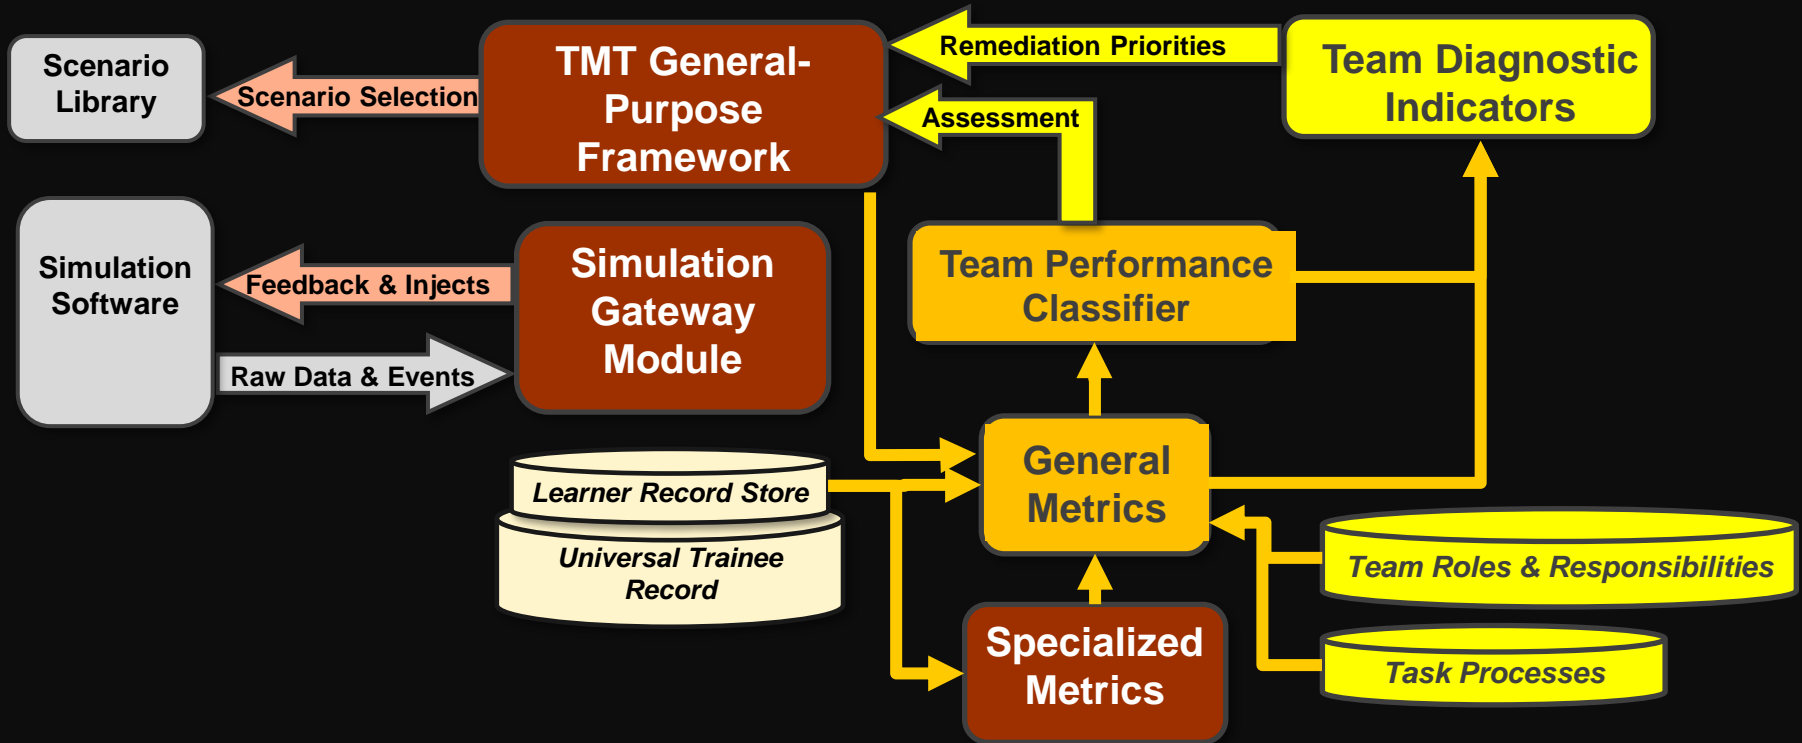 Scenario
Library
Scenario Selection
TMT General-
Purpose
Framework
Remediation Priorities
Team Diagnostic
Indicators
Assessment
Simulation
Software
Feedback & Injects
Raw Data & Events
Simulation
Gateway
Module
Team Performance
Classifier
Learner Record Store
Universal Trainee
Record
General
Metrics
Team Roles & Responsibilities
Specialized
Metrics
Task Processes